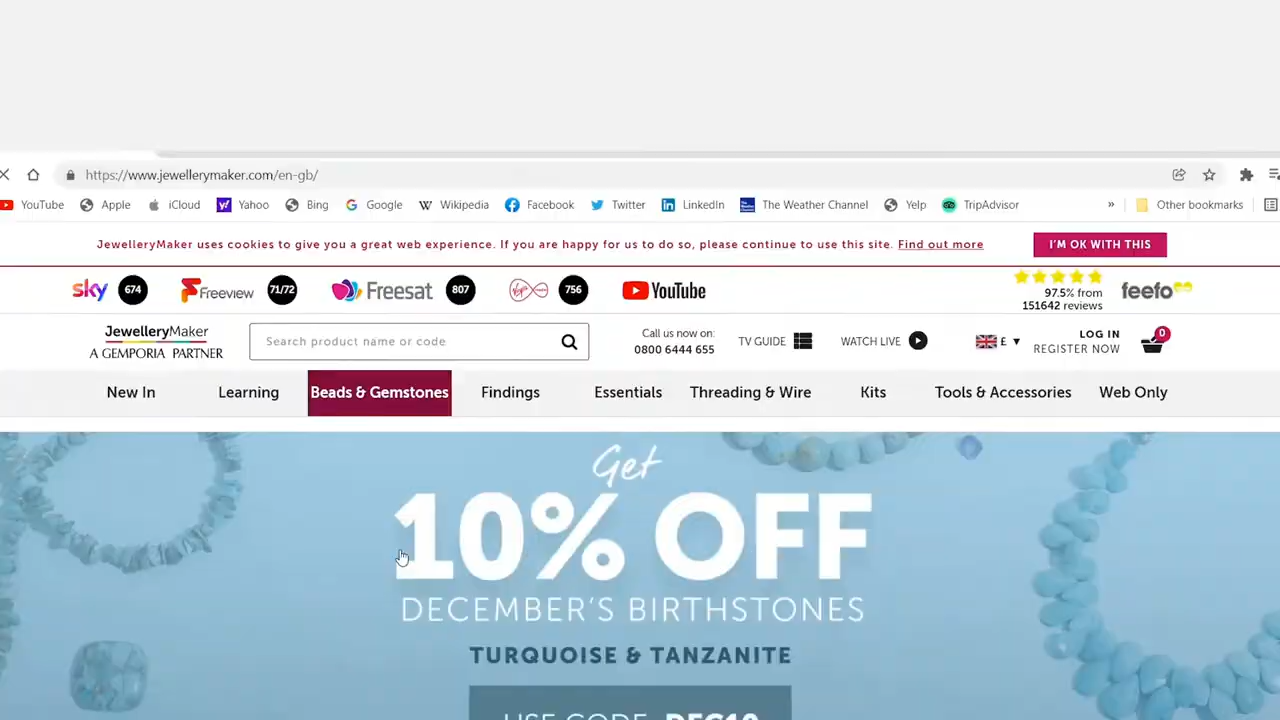 https://www.jewellerymaker.com/en-gb/
YouTube Apple iCloud Yahoo Bing Google Wikipedia Facebook Twitter LinkedIn The Weather Channel Yelp TripAdvisor » Other bookmarks
JewelleryMaker uses cookies to give you a great web experience. If you are happy for us to do so, please continue to use this site. Find out more I'M OK WITH THIS
sky 674 Freeview 71/72 Freesat 807 Virgin media 756 YouTube 97.5% from feefo
151642 reviews
JewelleryMaker
A GEMPORIA PARTNER
Search product name or code
Call us now on:
0800 6444 655
TV GUIDE WATCH LIVE £ ▼
LOG IN
REGISTER NOW
0
New In Learning Beads & Gemstones Findings Essentials Threading & Wire Kits Tools & Accessories Web Only
Get
10% OFF
DECEMBER'S BIRTHSTONES
TURQUOISE & TANZANITE
USE CODE DEC10